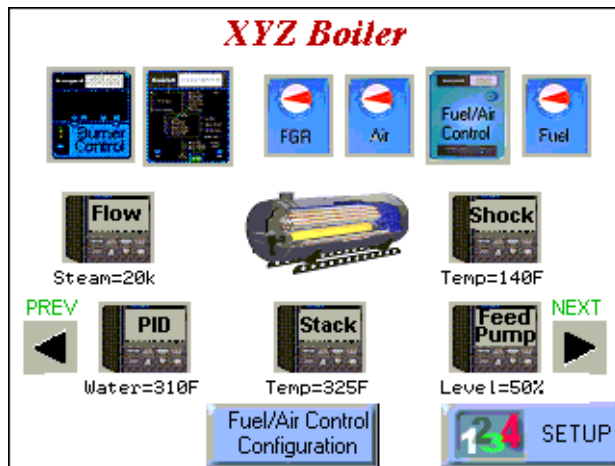 XYZ Boiler
Burner
Control
FGR
Air
Fuel/Air
Control
Fuel
Flow
Shock
Steam=20k
Temp=140F
PREV
NEXT
PID
Stack
Feed
Pump
Water=310F
Temp=325F
Level=50%
Fuel/Air Control
Configuration
1234
SETUP